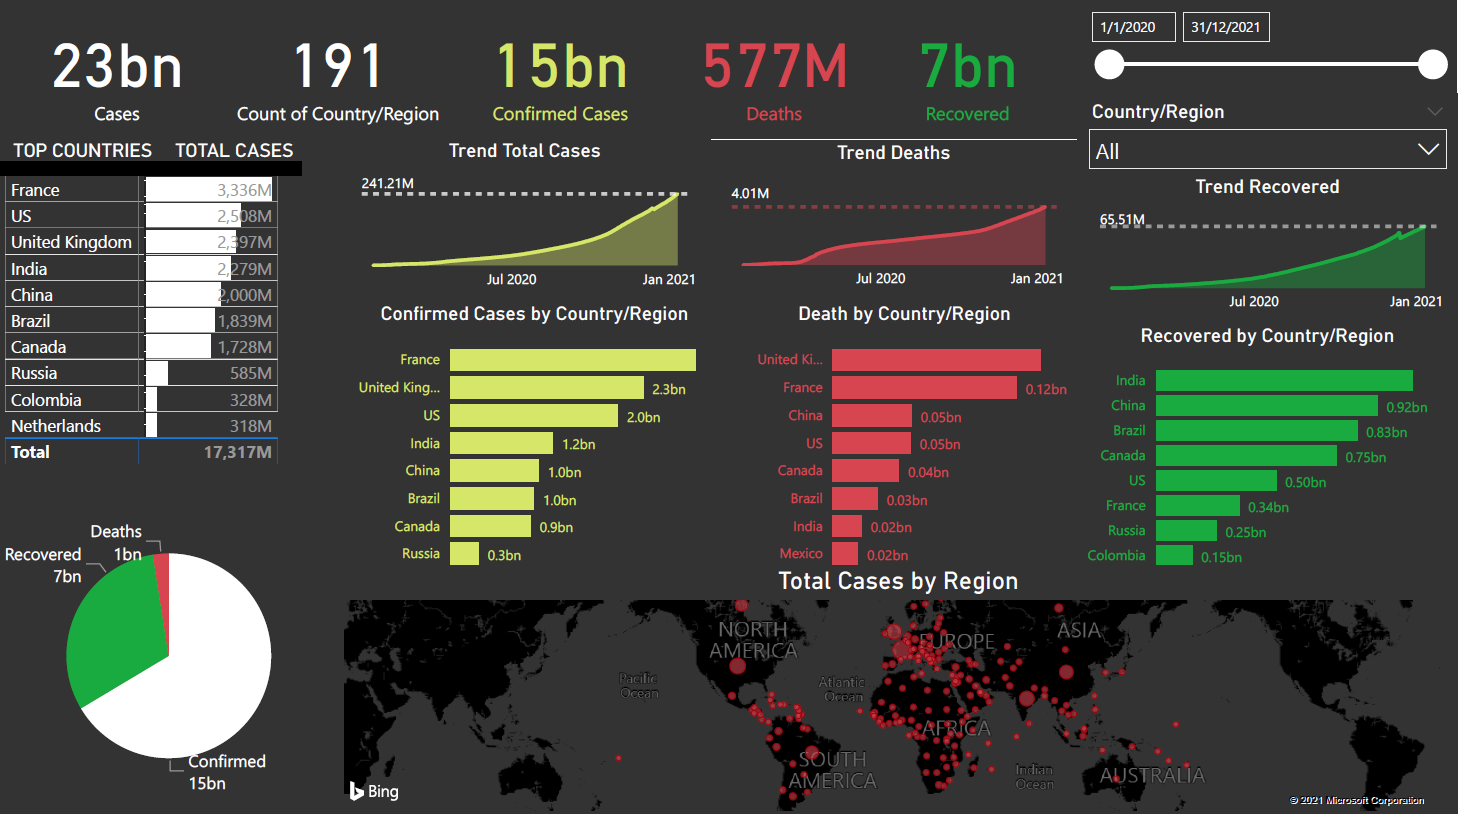 23bn
Cases
191
Count of Country/Region
15bn
Confirmed Cases
577M
Deaths
7bn
Recovered
1/1/2020
31/12/2021
Country/Region
All
TOP COUNTRIES TOTAL CASES
France 3,336M
US 2,508M
United Kingdom 2,397M
India 2,279M
China 2,000M
Brazil 1,839M
Canada 1,728M
Russia 585M
Colombia 328M
Netherlands 318M
Total 17,317M
Trend Total Cases
241.21M
Jul 2020 Jan 2021
Trend Deaths
4.01M
Jul 2020 Jan 2021
Trend Recovered
65.51M
Jul 2020 Jan 2021
Confirmed Cases by Country/Region
France
United King... 2.3bn
US 2.0bn
India 1.2bn
China 1.0bn
Brazil 1.0bn
Canada 0.9bn
Russia 0.3bn
Death by Country/Region
United Ki...
France 0.12bn
China 0.05bn
US 0.05bn
Canada 0.04bn
Brazil 0.03bn
India 0.02bn
Mexico 0.02bn
Recovered by Country/Region
India
China 0.92bn
Brazil 0.83bn
Canada 0.75bn
US 0.50bn
France 0.34bn
Russia 0.25bn
Colombia 0.15bn
Deaths
1bn
Recovered
7bn
Confirmed
15bn
Total Cases by Region
NORTH
AMERICA
EUROPE
ASIA
Pacific
Ocean
Atlantic
Ocean
AFRICA
SOUTH
AMERICA
Indian
Ocean
AUSTRALIA
Bing
© 2021 Microsoft Corporation